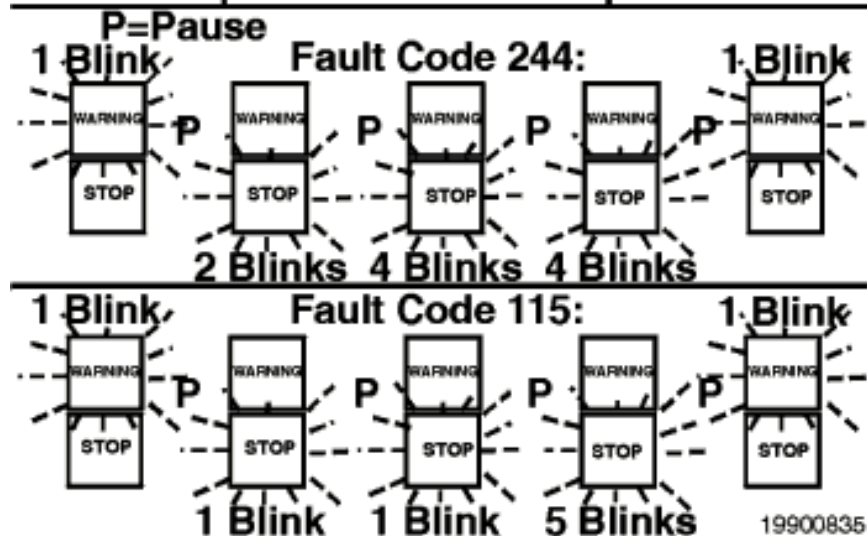 P=Pause
1 Blink Fault Code 244: 1 Blink
WARNING P WARNING P WARNING P WARNING P WARNING
STOP STOP STOP STOP STOP
2 Blinks 4 Blinks 4 Blinks
1 Blink Fault Code 115: 1 Blink
WARNING P WARNING P WARNING P WARNING P WARNING
STOP STOP STOP STOP STOP
1 Blink 1 Blink 5 Blinks 19900835